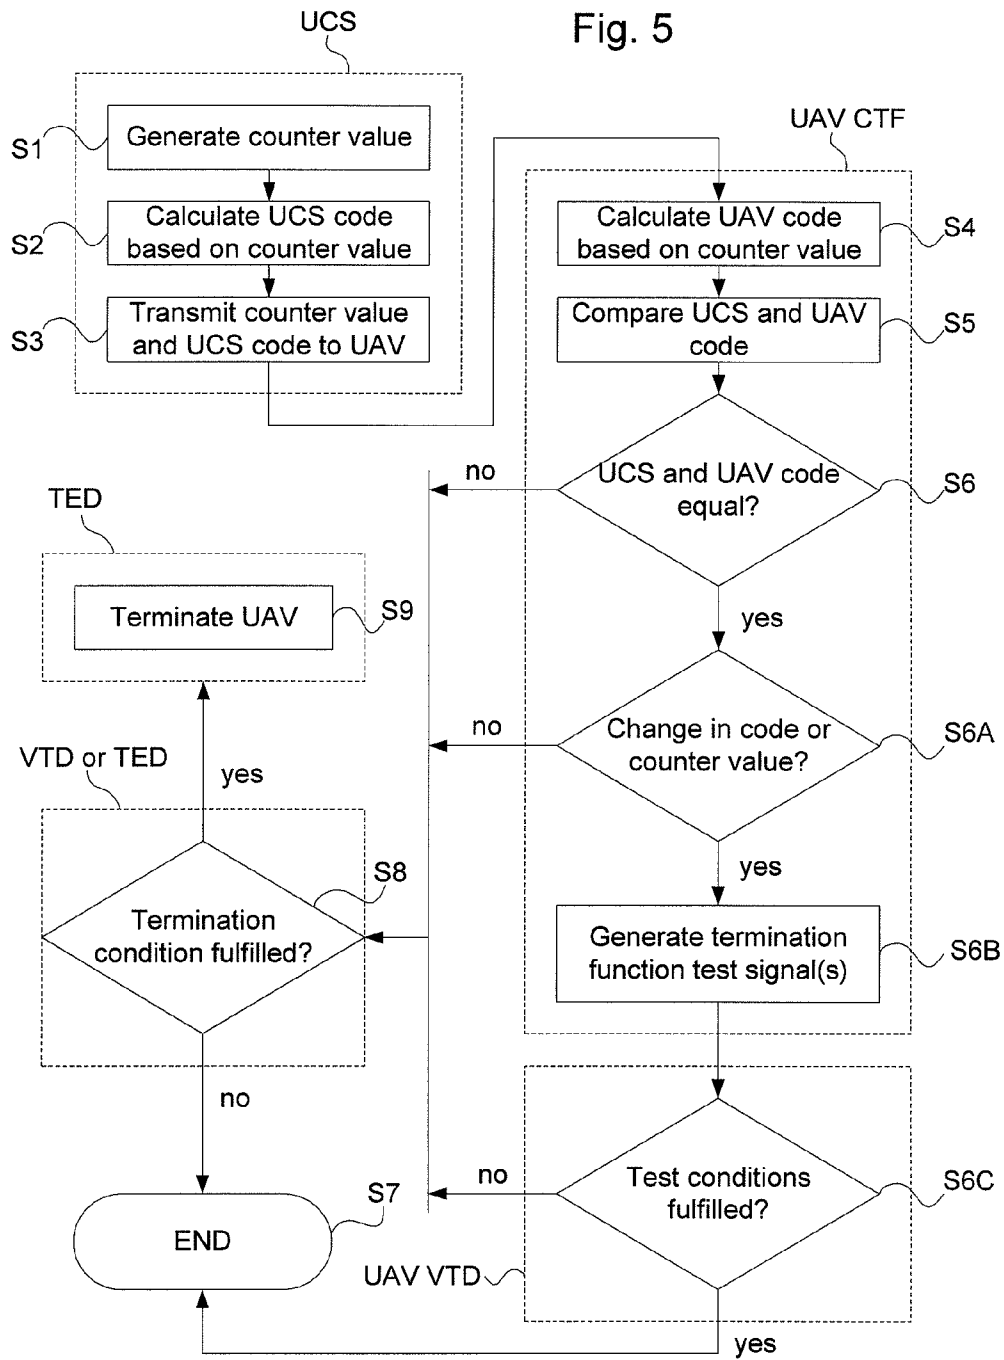 Fig. 5
UCS
S1
Generate counter value
S2
Calculate UCS code
based on counter value
S3
Transmit counter value
and UCS code to UAV
UAV CTF
Calculate UAV code
based on counter value
S4
Compare UCS and UAV
code
S5
UCS and UAV code
equal?
S6
no
yes
Change in code or
counter value?
S6A
no
yes
Generate termination
function test signal(s)
S6B
Test conditions
fulfilled?
S6C
no
yes
UAV VTD
TED
Terminate UAV
S9
VTD or TED
yes
S8
Termination
condition fulfilled?
no
S7
END